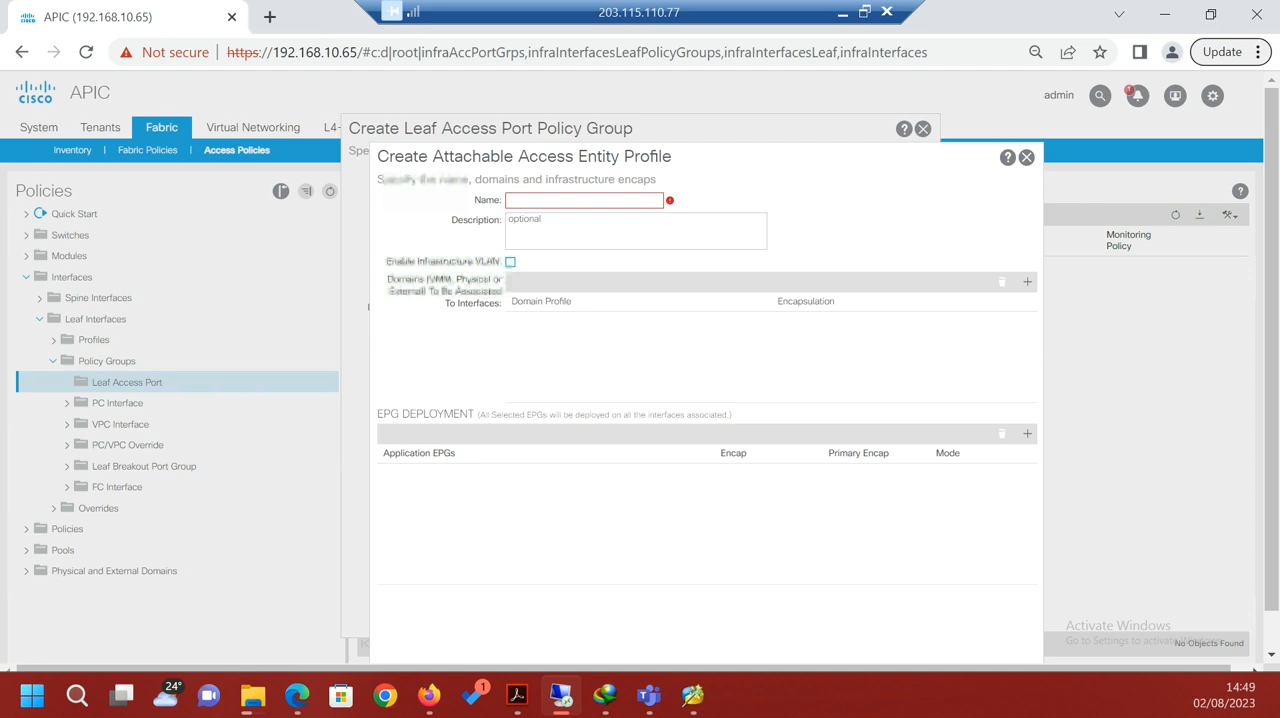 APIC (192.168.10.65)
203.115.110.77
Not secure
https://192.168.10.65/#c:d|root|infraAccPortGrps,infraInterfacesLeafPolicyGroups,infraInterfacesLeaf,infraInterfaces
Update
CISCO
APIC
admin
System
Tenants
Fabric
Virtual Networking
L4-
Inventory | Fabric Policies | Access Policies
Create Leaf Access Port Policy Group
Spe
Create Attachable Access Entity Profile
Specify the name, domains and infrastructure encaps
Name:
Description:
optional
Enable Infrastructure VLAN:
Domains (VMM, Physical or
External) To Be Associated
To Interfaces:
Domain Profile
Encapsulation
EPG DEPLOYMENT (All Selected EPGs will be deployed on all the interfaces associated.)
Application EPGs
Encap
Primary Encap
Mode
Policies
Quick Start
Switches
Modules
Interfaces
Spine Interfaces
Leaf Interfaces
Profiles
Policy Groups
Leaf Access Port
PC Interface
VPC Interface
PC/VPC Override
Leaf Breakout Port Group
FC Interface
Overrides
Policies
Pools
Physical and External Domains
Monitoring
Policy
Activate Windows
Go to Settings to activate
No Objects Found
24°
1
14:49
02/08/2023